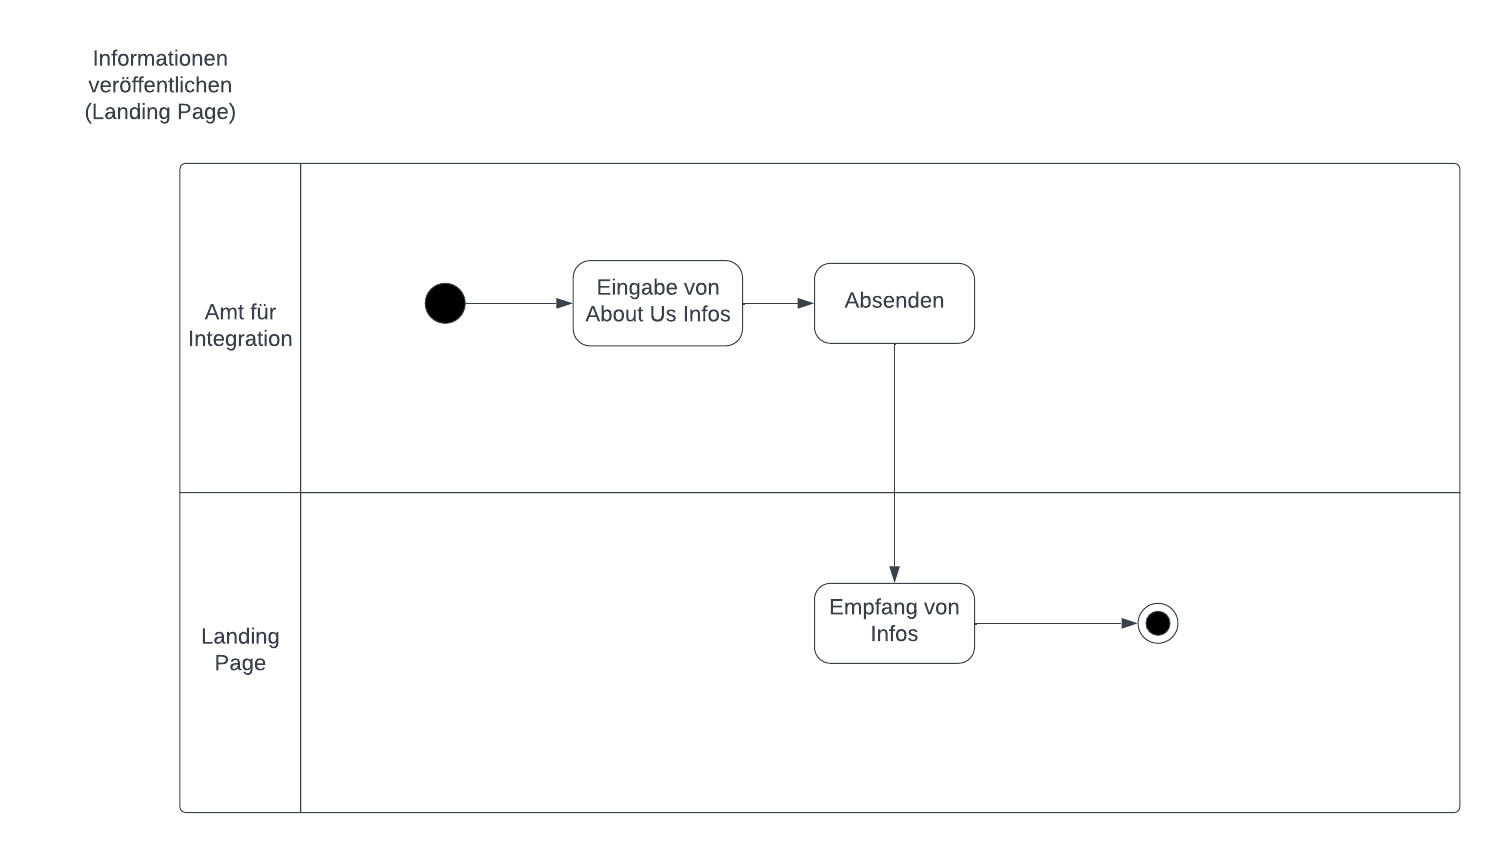 Informationen
veröffentlichen
(Landing Page)
Amt für
Integration
Eingabe von
About Us Infos
Absenden
Landing
Page
Empfang von
Infos